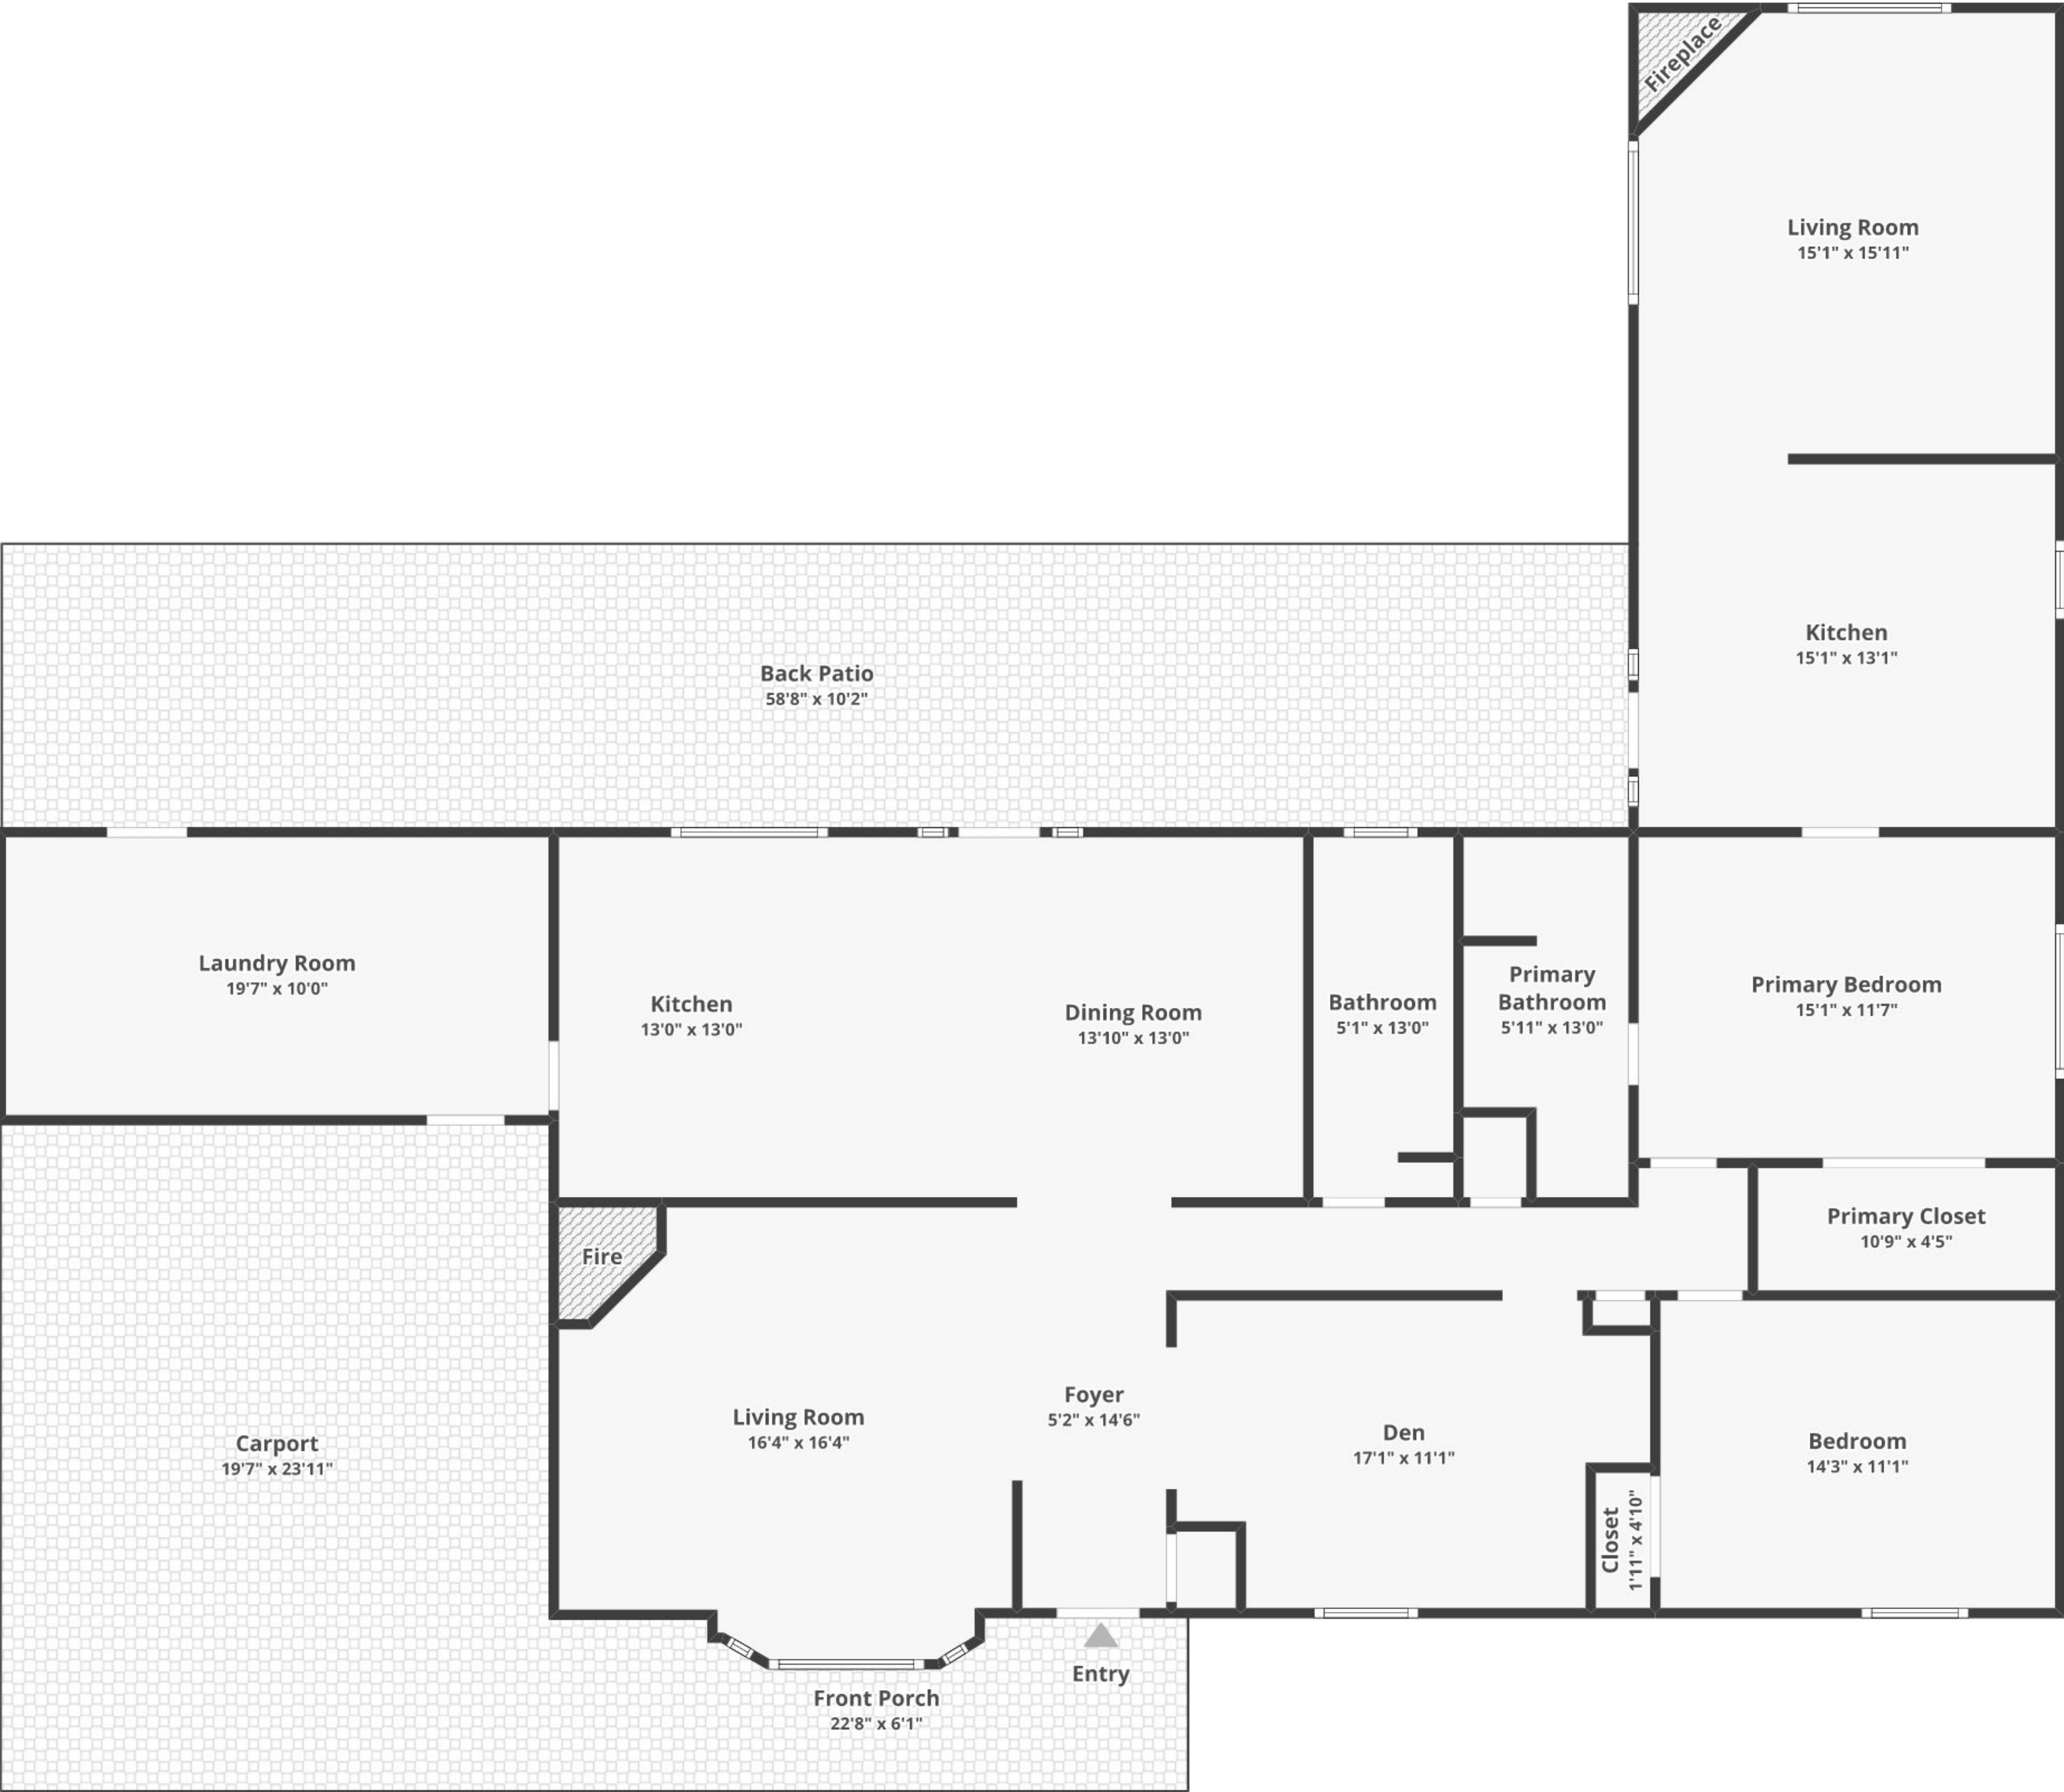 Fireplace
Living Room
15'1" x 15'11"
Kitchen
15'1" x 13'1"
Back Patio
58'8" x 10'2"
Laundry Room
19'7" x 10'0"
Kitchen
13'0" x 13'0"
Dining Room
13'10" x 13'0"
Bathroom
5'1" x 13'0"
Primary
Bathroom
5'11" x 13'0"
Primary Bedroom
15'1" x 11'7"
Primary Closet
10'9" x 4'5"
Fire
Living Room
16'4" x 16'4"
Foyer
5'2" x 14'6"
Den
17'1" x 11'1"
Bedroom
14'3" x 11'1"
Closet
1'11" x 4'10"
Carport
19'7" x 23'11"
Entry
Front Porch
22'8" x 6'1"